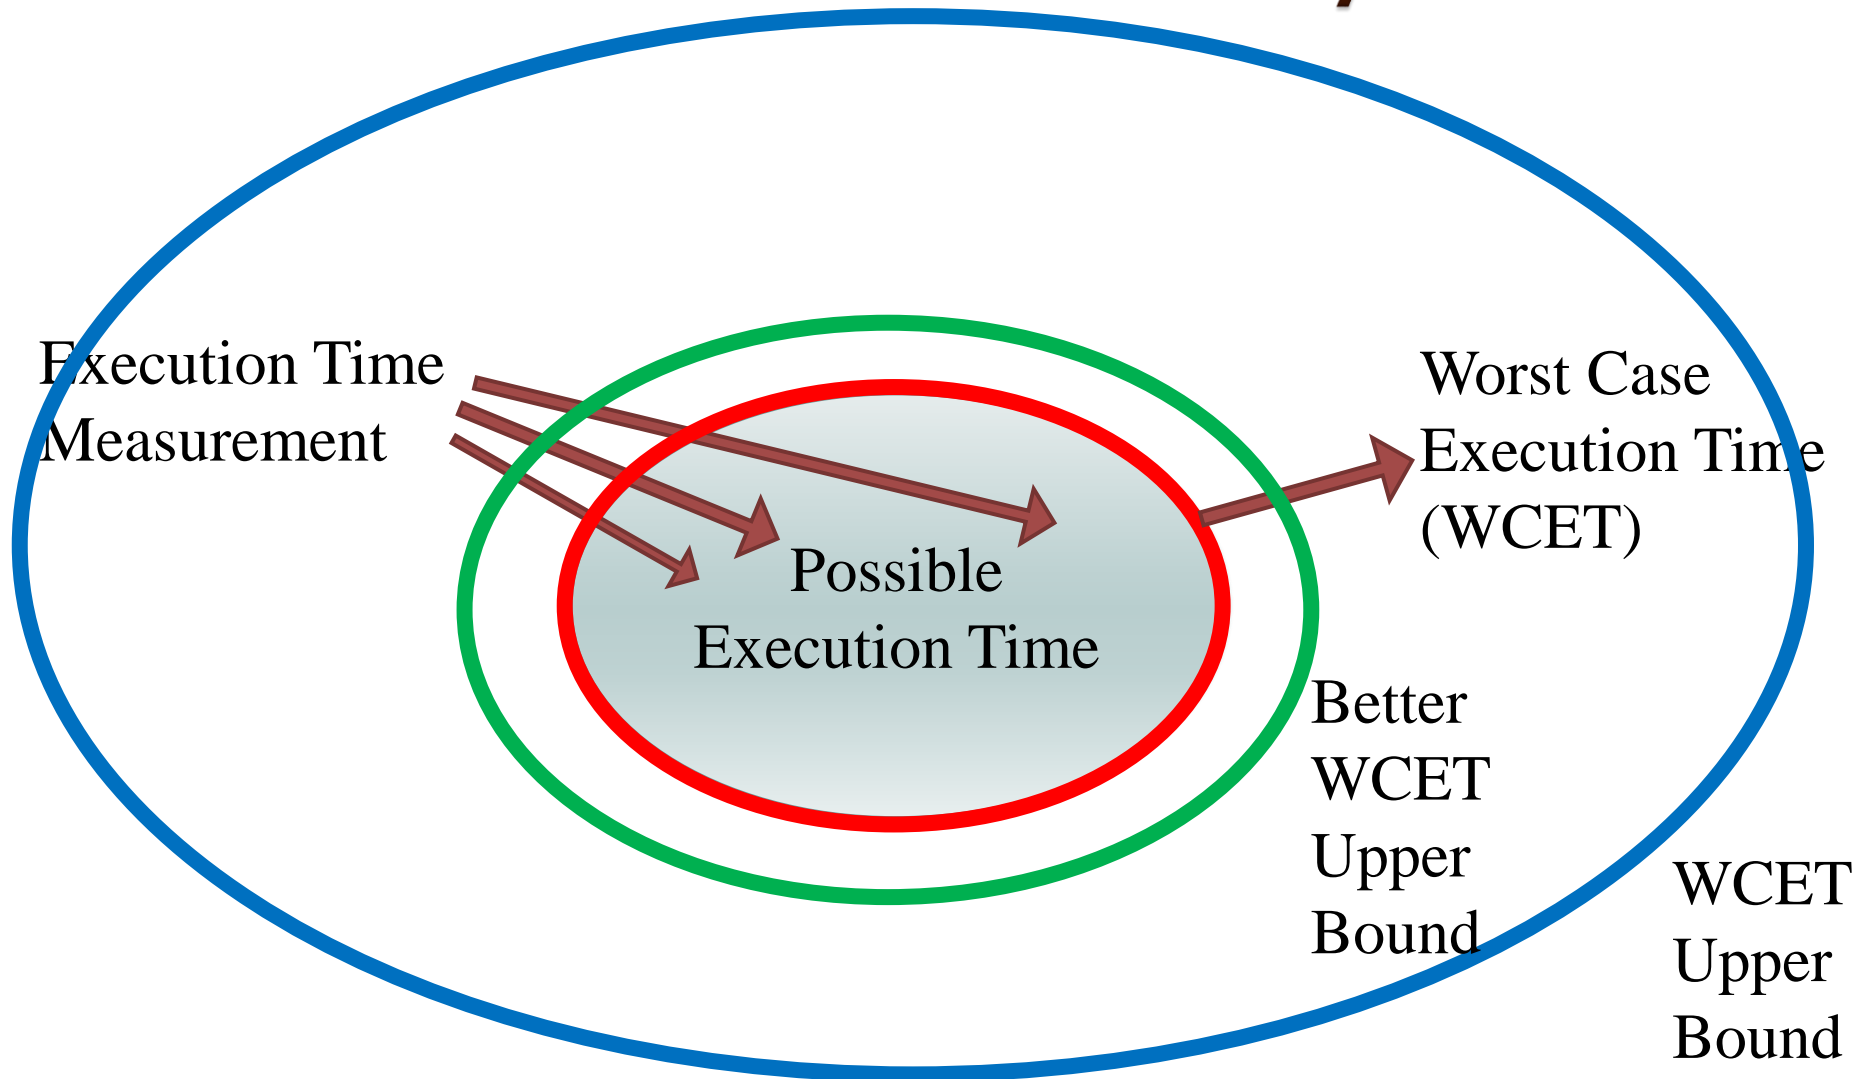 Execution Time
Measurement
Worst Case
Execution Time
(WCET)
Possible
Execution Time
Better
WCET
Upper
Bound
WCET
Upper
Bound